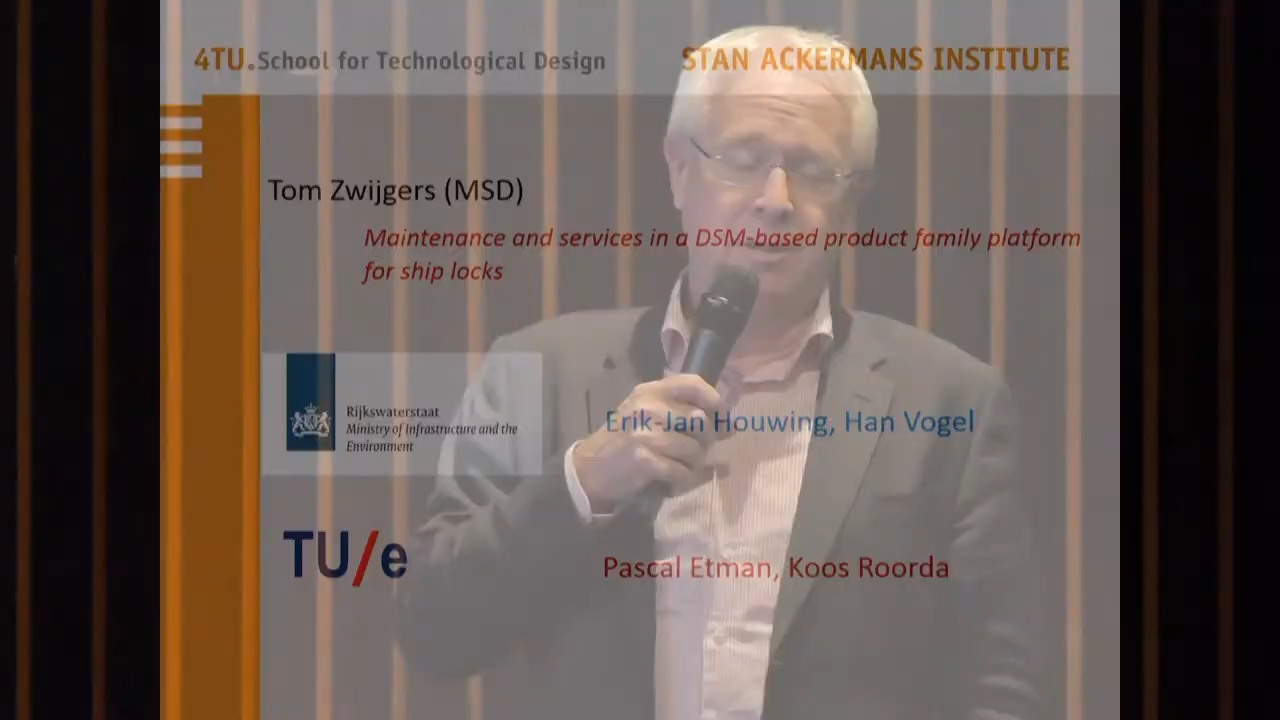 4TU.School for Technological Design
STAN ACKERMANS INSTITUTE
Tom Zwijgers (MSD)
Maintenance and services in a DSM-based product family platform
for ship locks
Rijkswaterstaat
Ministry of Infrastructure and the
Environment
Erik-Jan Houwing, Han Vogel
TU/e
Pascal Etman, Koos Roorda